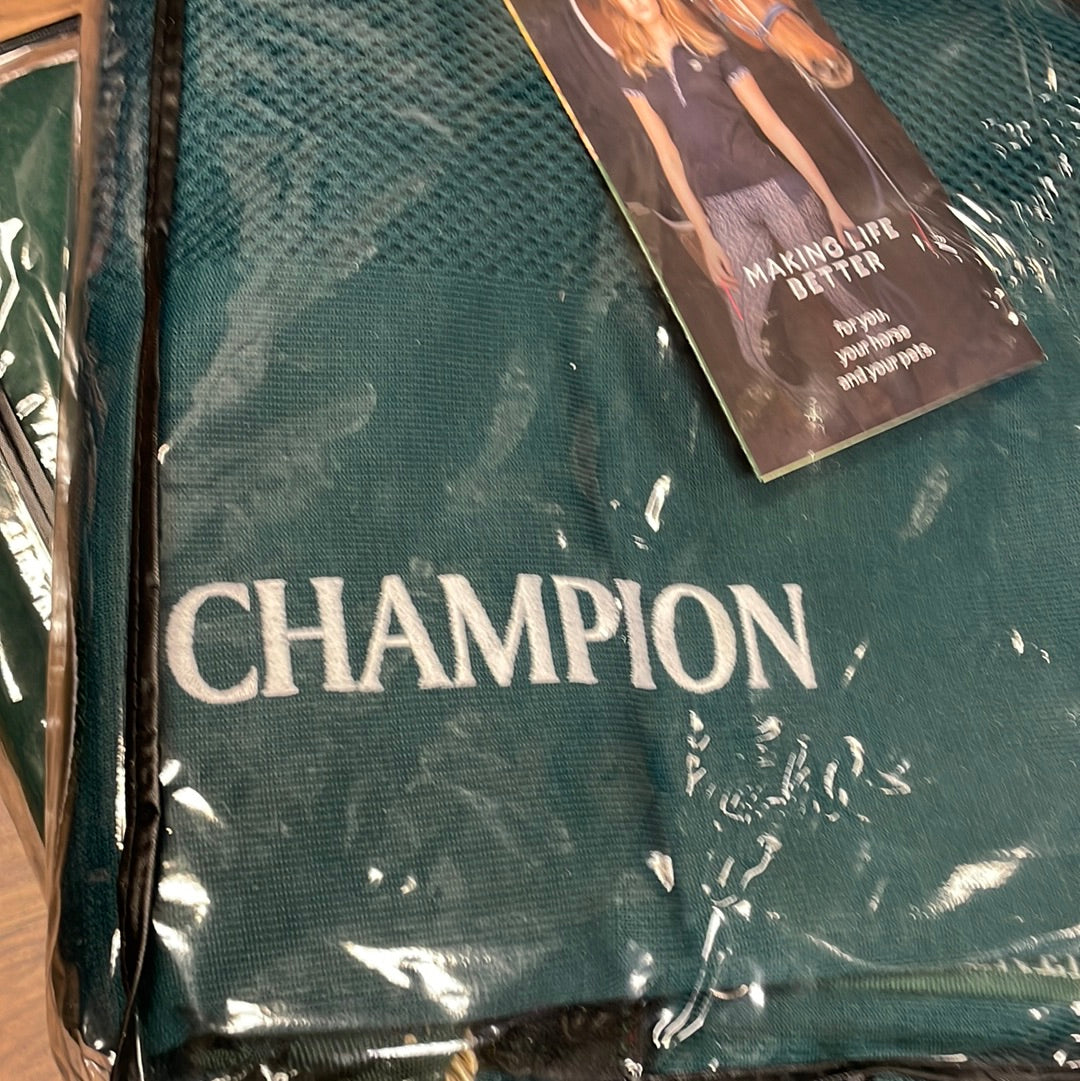 MAKING LIFE
BETTER
for you,
your horse
and your pets.
CHAMPION